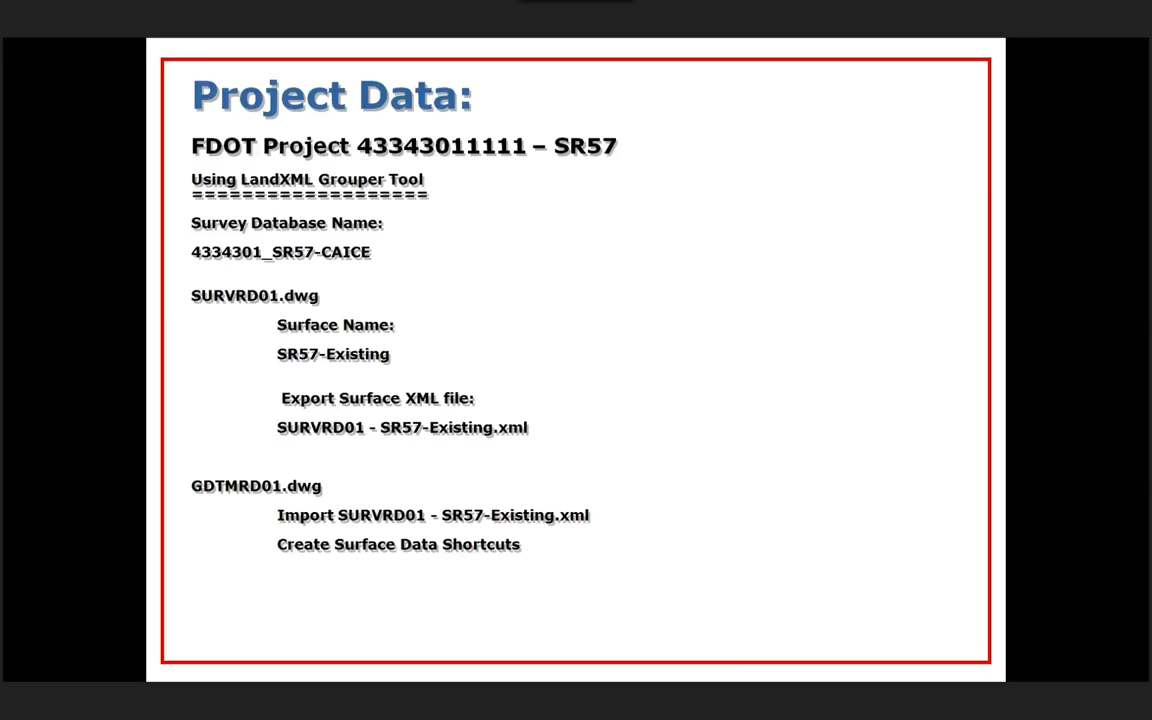 Project Data:
FDOT Project 43343011111 – SR57
Using LandXML Grouper Tool
===================
Survey Database Name:
4334301_SR57-CAICE
SURVRD01.dwg
Surface Name:
SR57-Existing
Export Surface XML file:
SURVRD01 - SR57-Existing.xml
GDTMRD01.dwg
Import SURVRD01 - SR57-Existing.xml
Create Surface Data Shortcuts